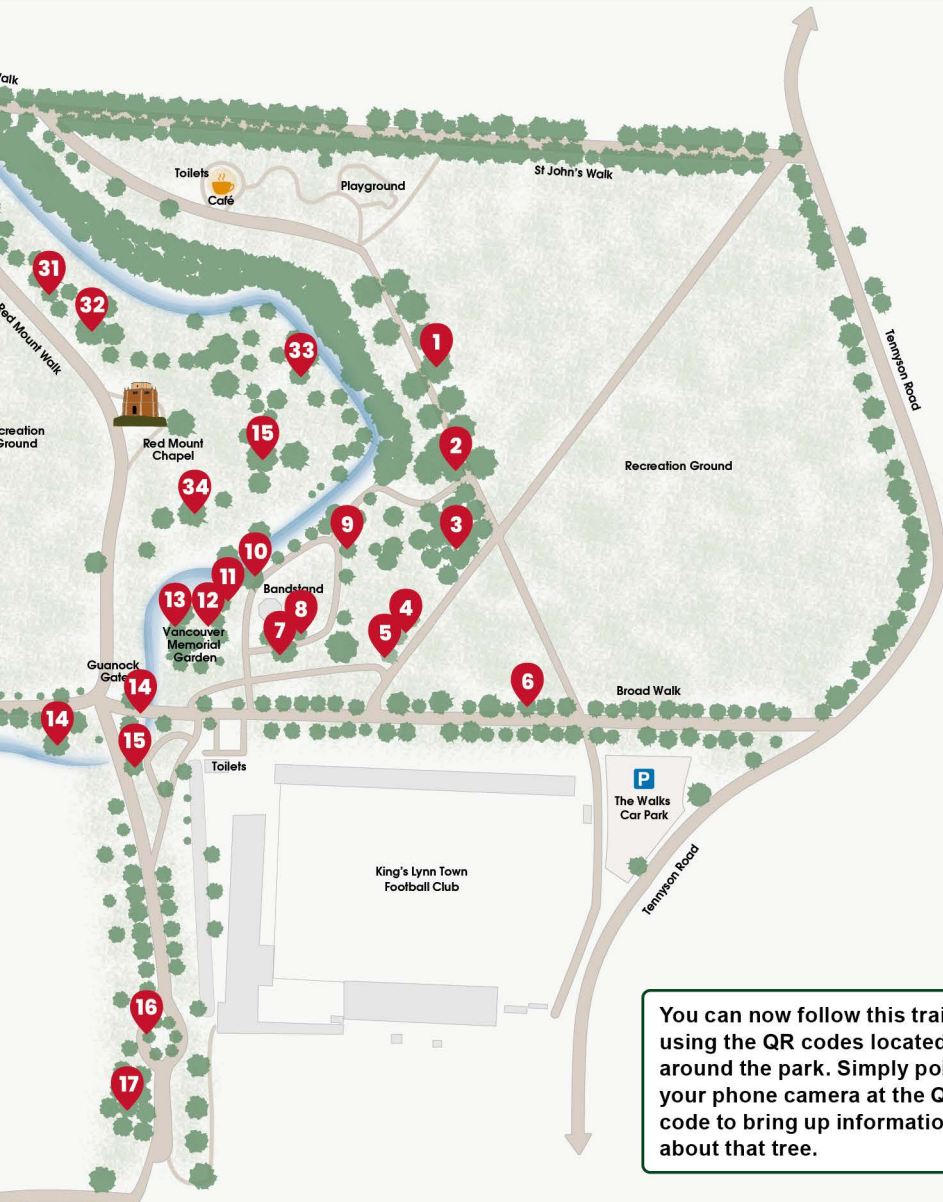 alk
Toilets
Café
Playground
St John's Walk
31
32
Red Mount Walk
33
1
Tennyson Road
creation
Ground
Red Mount
Chapel
15
2
Recreation Ground
34
9
3
10
11
Bandstand
13
12
8
4
7
5
Vancouver
Memorial
Garden
Guanock
Gate
14
6
Broad Walk
14
15
Toilets
P
The Walks
Car Park
King's Lynn Town
Football Club
Tennyson Road
16
17
You can now follow this trai
using the QR codes located
around the park. Simply poi
your phone camera at the Q
code to bring up informatio
about that tree.